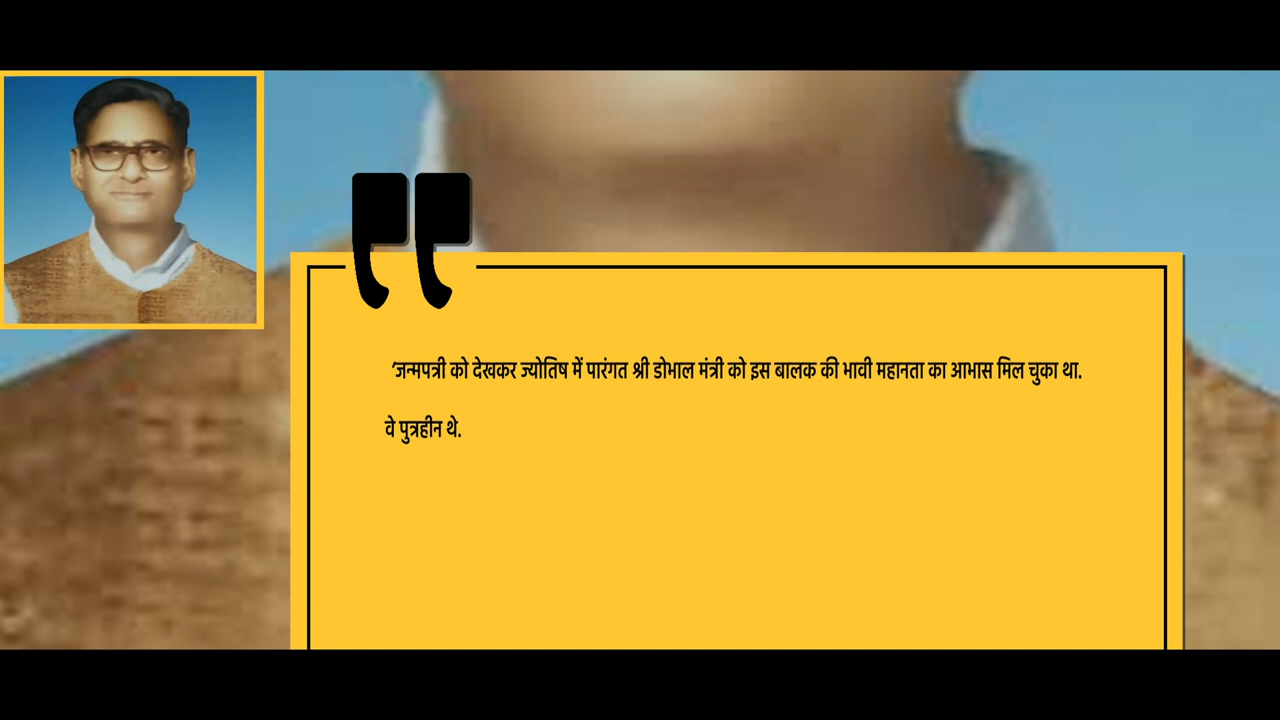 ‘जन्मपत्री को देखकर ज्योतिष में पारंगत श्री डोभाल मंत्री को इस बालक की भावी महानता का आभास मिल चुका था.
वे पुत्रहीन थे.